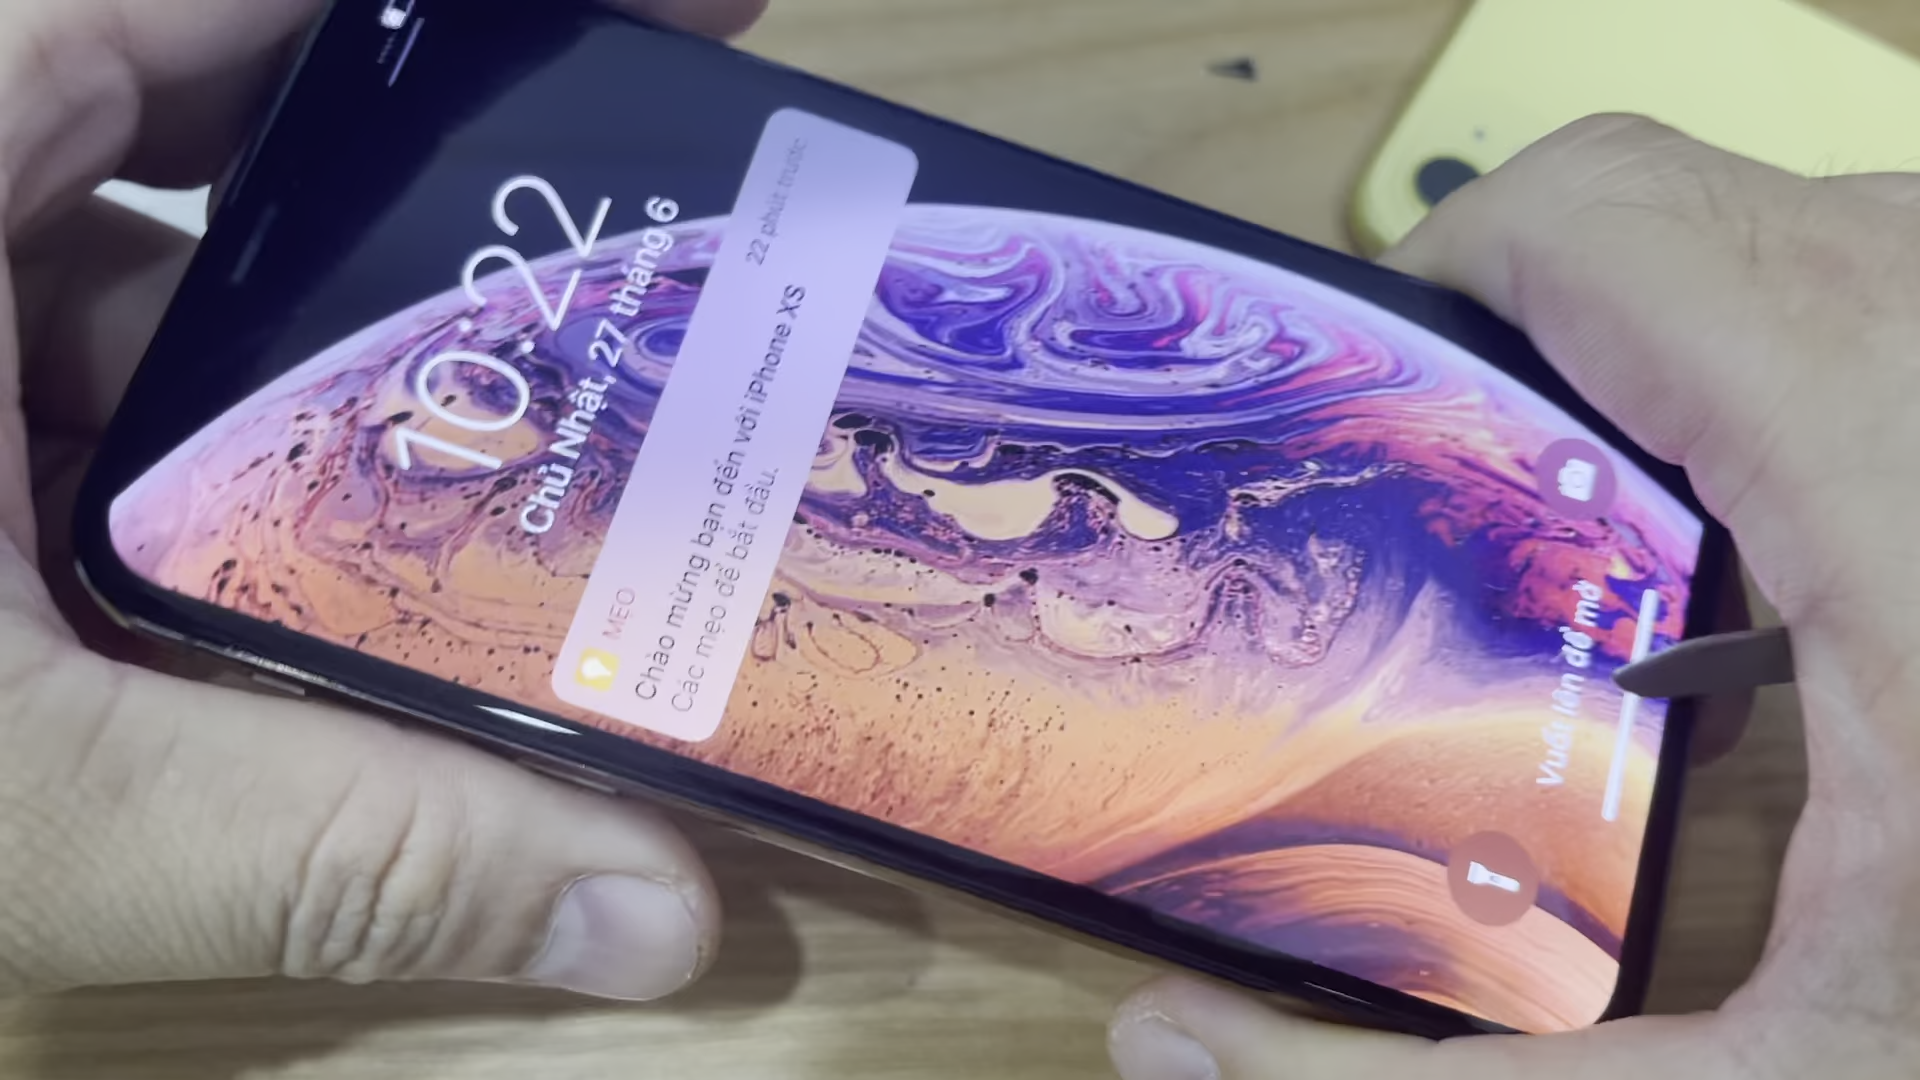 10:22
Chủ Nhật, 27 tháng 6
MẸO
22 phút trước
Chào mừng bạn đến với iPhone XS
Các mẹo để bắt đầu.
Vuốt lên để mở